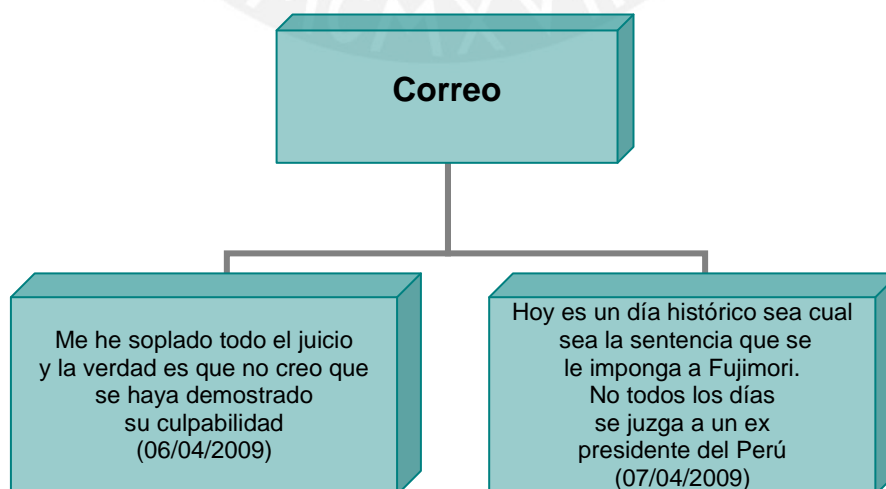 Correo
Me he soplado todo el juicio
y la verdad es que no creo que
se haya demostrado
su culpabilidad
(06/04/2009)
Hoy es un día histórico sea cual
sea la sentencia que se
le imponga a Fujimori.
No todos los días
se juzga a un ex
presidente del Perú
(07/04/2009)